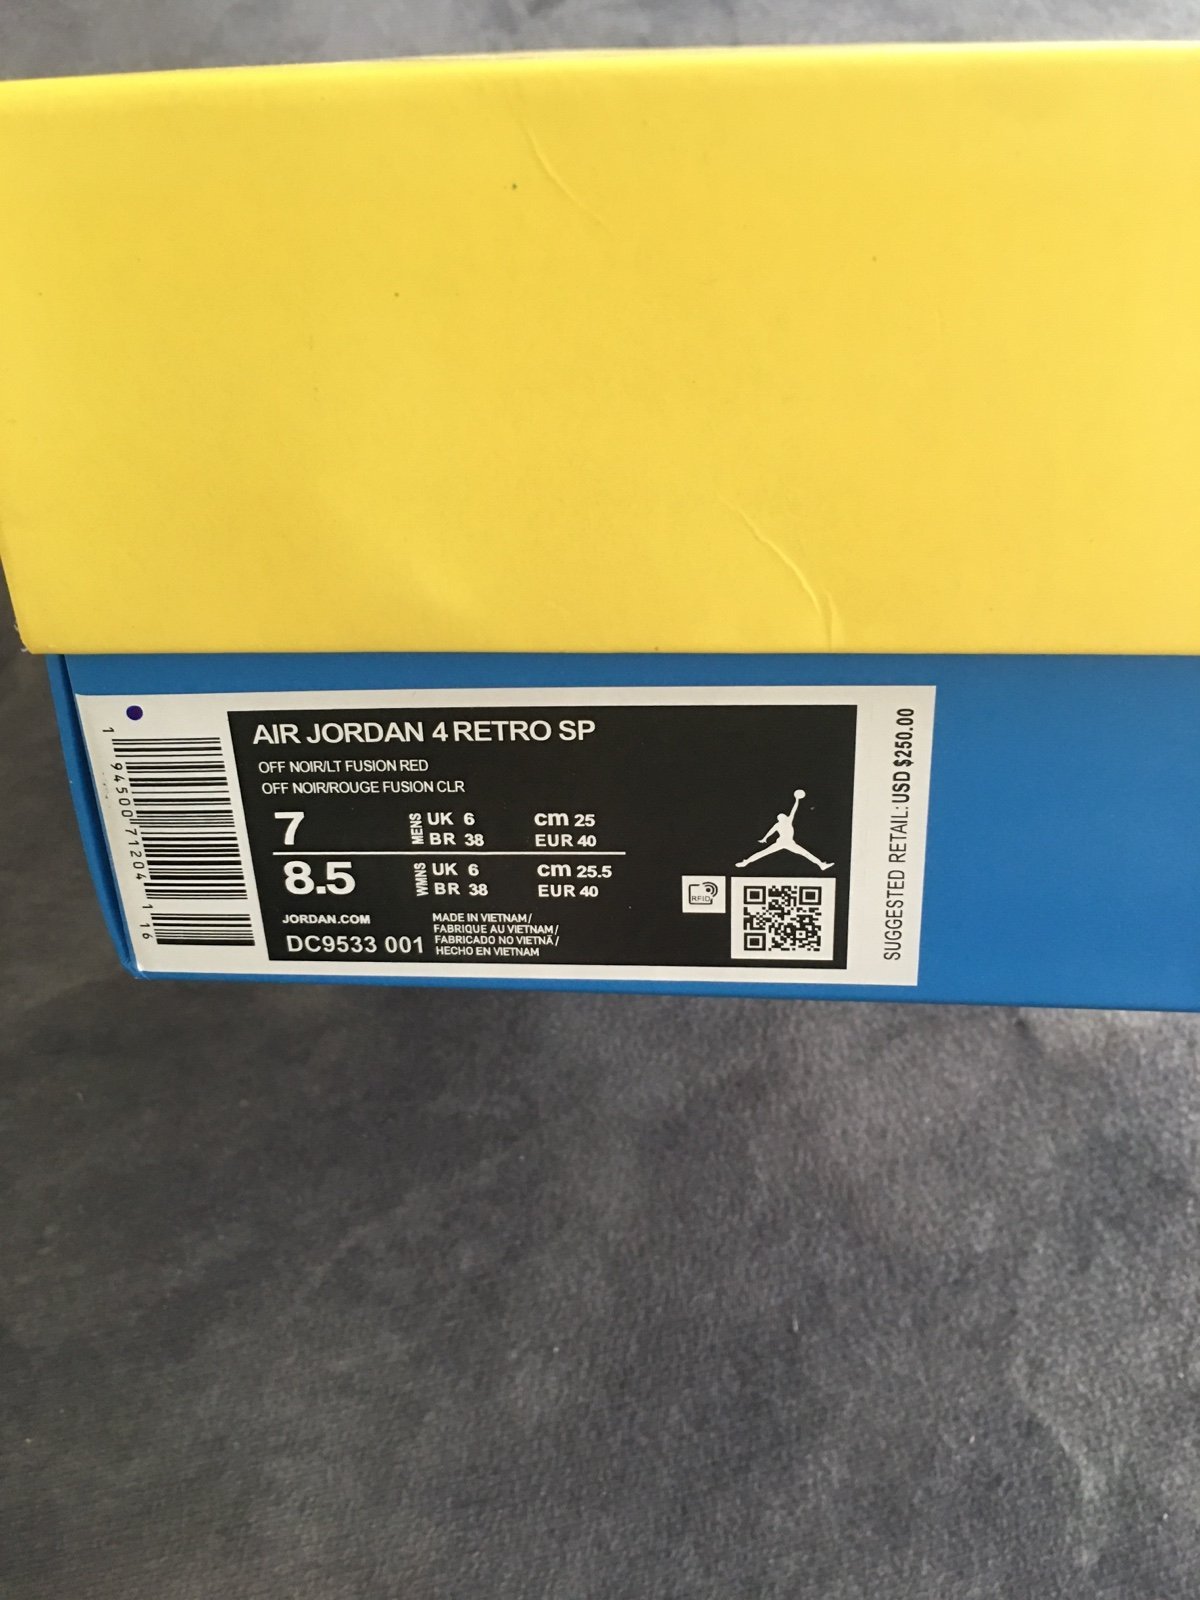 1 94500 71204 1 16
AIR JORDAN 4 RETRO SP
OFF NOIR/LT FUSION RED
OFF NOIR/ROUGE FUSION CLR
7 MENS UK 6 cm 25
BR 38 EUR 40
8.5 WMNS UK 6 cm 25.5
BR 38 EUR 40
JORDAN.COM
DC9533 001
MADE IN VIETNAM/
FABRIQUE AU VIETNAM/
FABRICADO NO VIETNÃ/
HECHO EN VIETNAM
RFID
SUGGESTED RETAIL: USD $250.00